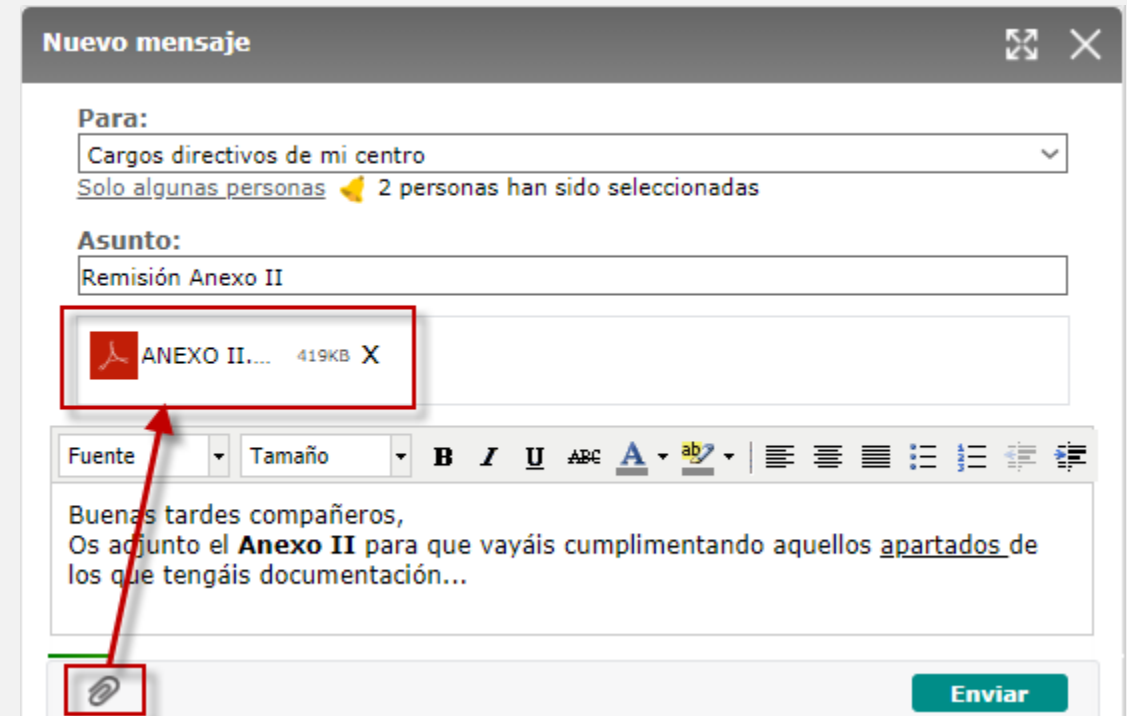 Nuevo mensaje
Para:
Cargos directivos de mi centro
Solo algunas personas 2 personas han sido seleccionadas
Asunto:
Remisión Anexo II
ANEXO II.... 419KB X
Fuente Tamaño B I U ABC A ab
Buenas tardes compañeros,
Os adjunto el Anexo II para que vayáis cumplimentando aquellos apartados de
los que tengáis documentación...
Enviar